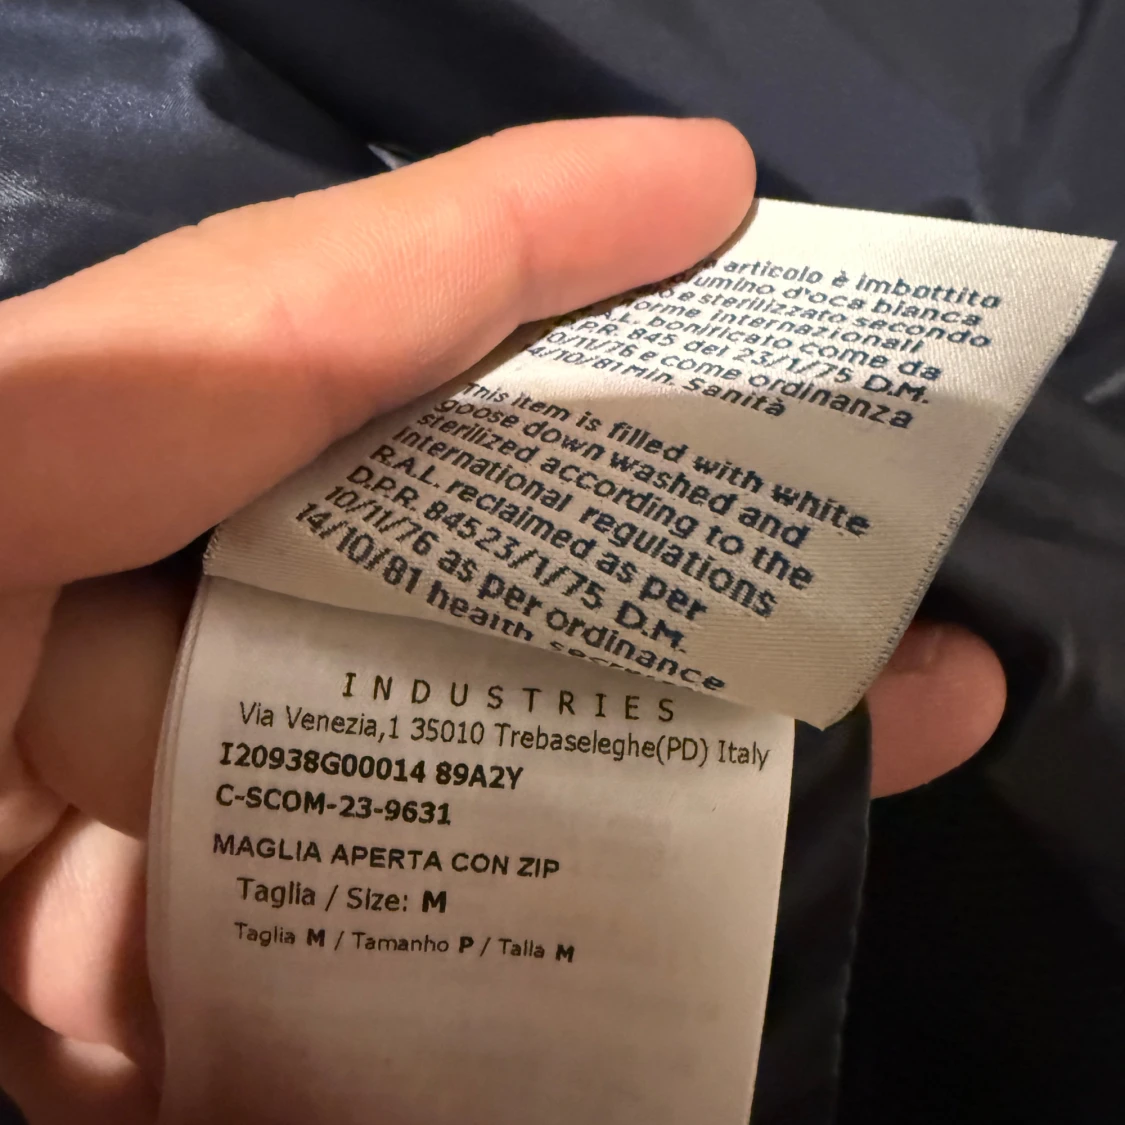 articolo è imbottito
piumino d'oca bianca
e sterilizzato secondo
norme internazionali
R.A.L. bonificato come da
D.P.R. 845 del 23/1/75 D.M.
10/11/76 e come ordinanza
14/10/81 Min. Sanità
This item is filled with white
goose down washed and
sterilized according to the
International regulations
R.A.L. reclaimed as per
D.P.R. 84523/1/75 D.M.
10/11/76 as per ordinance
14/10/81 health
INDUSTRIES
Via Venezia,1 35010 Trebaseleghe(PD) Italy
I20938G00014 89A2Y
C-SCOM-23-9631
MAGLIA APERTA CON ZIP
Taglia / Size: M
Taglia M / Tamanho P / Talla M